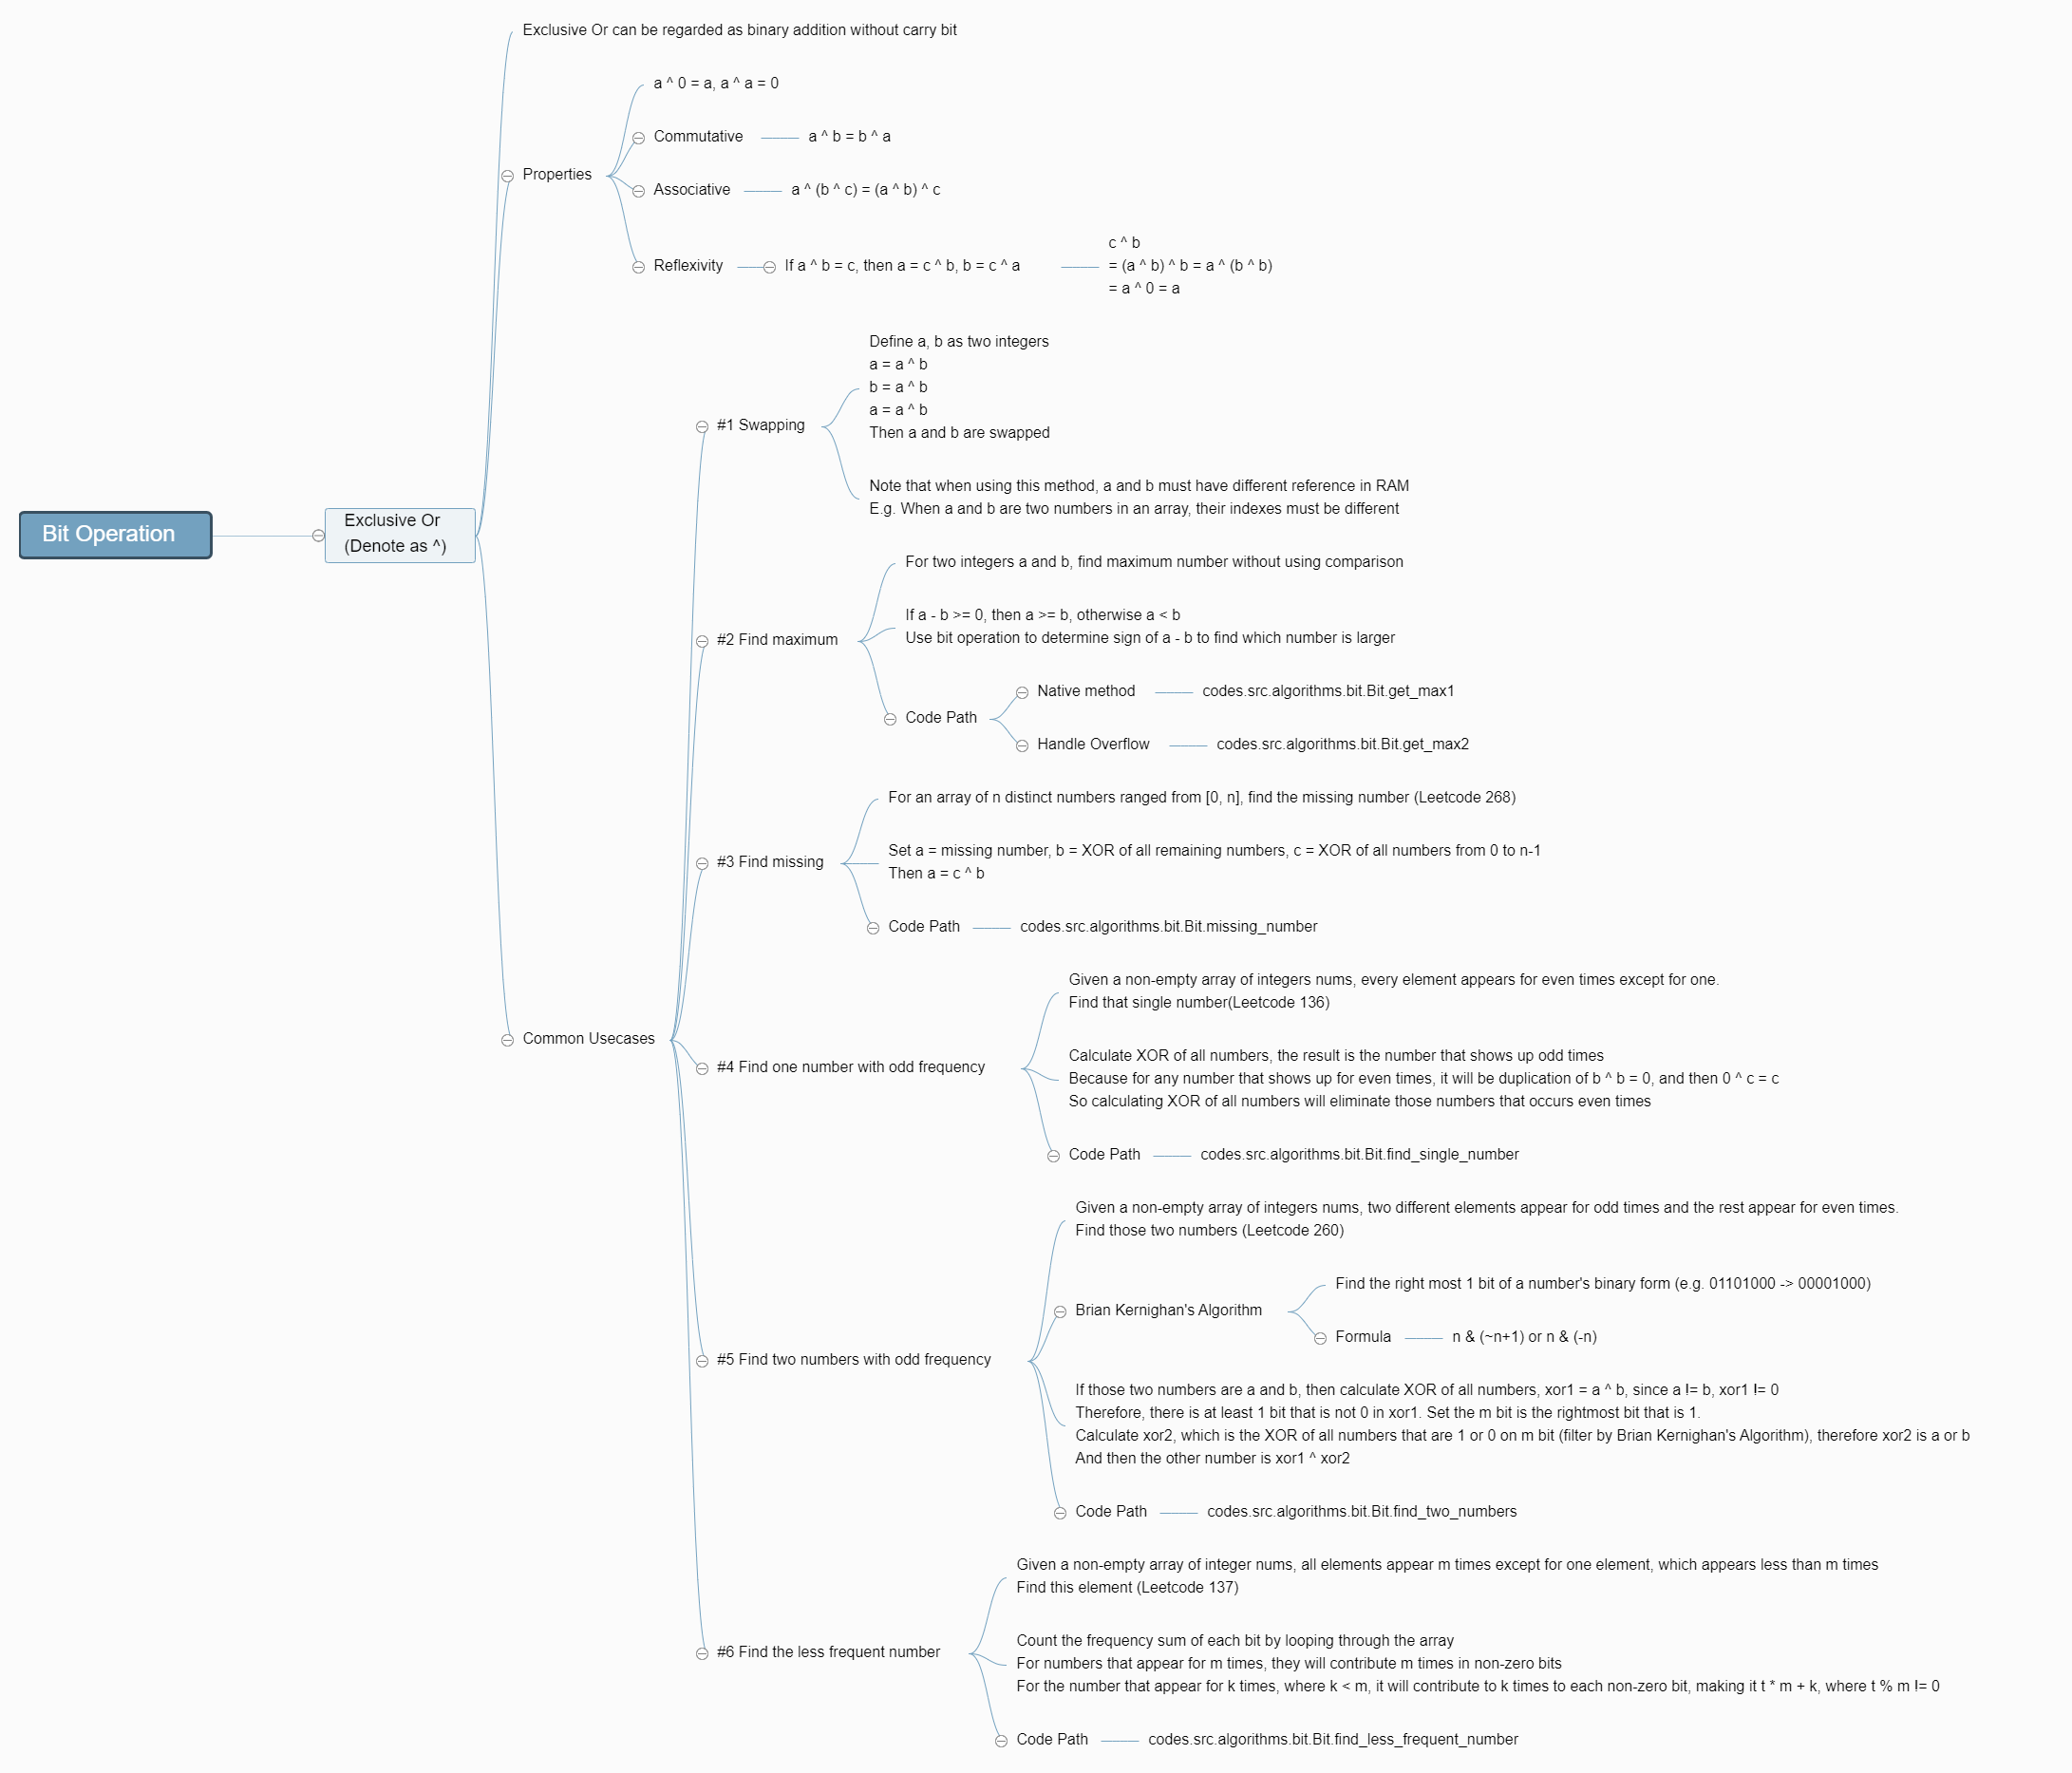 Bit Operation
Exclusive Or
(Denote as ^)
Exclusive Or can be regarded as binary addition without carry bit
Properties
a ^ 0 = a, a ^ a = 0
Commutative
a ^ b = b ^ a
Associative
a ^ (b ^ c) = (a ^ b) ^ c
Reflexivity
If a ^ b = c, then a = c ^ b, b = c ^ a
c ^ b
= (a ^ b) ^ b = a ^ (b ^ b)
= a ^ 0 = a
Common Usecases
#1 Swapping
Define a, b as two integers
a = a ^ b
b = a ^ b
a = a ^ b
Then a and b are swapped
Note that when using this method, a and b must have different reference in RAM
E.g. When a and b are two numbers in an array, their indexes must be different
#2 Find maximum
For two integers a and b, find maximum number without using comparison
If a - b >= 0, then a >= b, otherwise a < b
Use bit operation to determine sign of a - b to find which number is larger
Code Path
Native method
codes.src.algorithms.bit.Bit.get_max1
Handle Overflow
codes.src.algorithms.bit.Bit.get_max2
#3 Find missing
For an array of n distinct numbers ranged from [0, n], find the missing number (Leetcode 268)
Set a = missing number, b = XOR of all remaining numbers, c = XOR of all numbers from 0 to n-1
Then a = c ^ b
Code Path
codes.src.algorithms.bit.Bit.missing_number
#4 Find one number with odd frequency
Given a non-empty array of integers nums, every element appears for even times except for one.
Find that single number(Leetcode 136)
Calculate XOR of all numbers, the result is the number that shows up odd times
Because for any number that shows up for even times, it will be duplication of b ^ b = 0, and then 0 ^ c = c
So calculating XOR of all numbers will eliminate those numbers that occurs even times
Code Path
codes.src.algorithms.bit.Bit.find_single_number
#5 Find two numbers with odd frequency
Given a non-empty array of integers nums, two different elements appear for odd times and the rest appear for even times.
Find those two numbers (Leetcode 260)
Brian Kernighan's Algorithm
Find the right most 1 bit of a number's binary form (e.g. 01101000 -> 00001000)
Formula
n & (~n+1) or n & (-n)
If those two numbers are a and b, then calculate XOR of all numbers, xor1 = a ^ b, since a != b, xor1 != 0
Therefore, there is at least 1 bit that is not 0 in xor1. Set the m bit is the rightmost bit that is 1.
Calculate xor2, which is the XOR of all numbers that are 1 or 0 on m bit (filter by Brian Kernighan's Algorithm), therefore xor2 is a or b
And then the other number is xor1 ^ xor2
Code Path
codes.src.algorithms.bit.Bit.find_two_numbers
#6 Find the less frequent number
Given a non-empty array of integer nums, all elements appear m times except for one element, which appears less than m times
Find this element (Leetcode 137)
Count the frequency sum of each bit by looping through the array
For numbers that appear for m times, they will contribute m times in non-zero bits
For the number that appear for k times, where k < m, it will contribute to k times to each non-zero bit, making it t * m + k, where t % m != 0
Code Path
codes.src.algorithms.bit.Bit.find_less_frequent_number